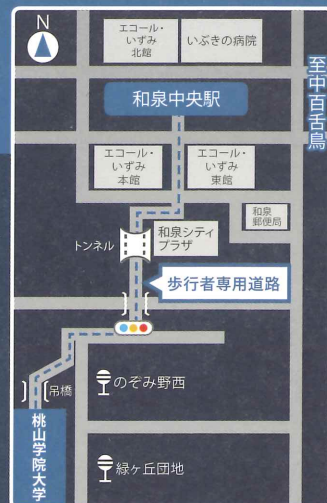 N
エコール・
いずみ
北館
いぶきの病院
至中百舌鳥
和泉中央駅
エコール・
いずみ
本館
エコール・
いずみ
東館
和泉
郵便局
トンネル
和泉シティ
プラザ
歩行者専用道路
吊橋
のぞみ野西
桃山学院大学
緑ヶ丘団地